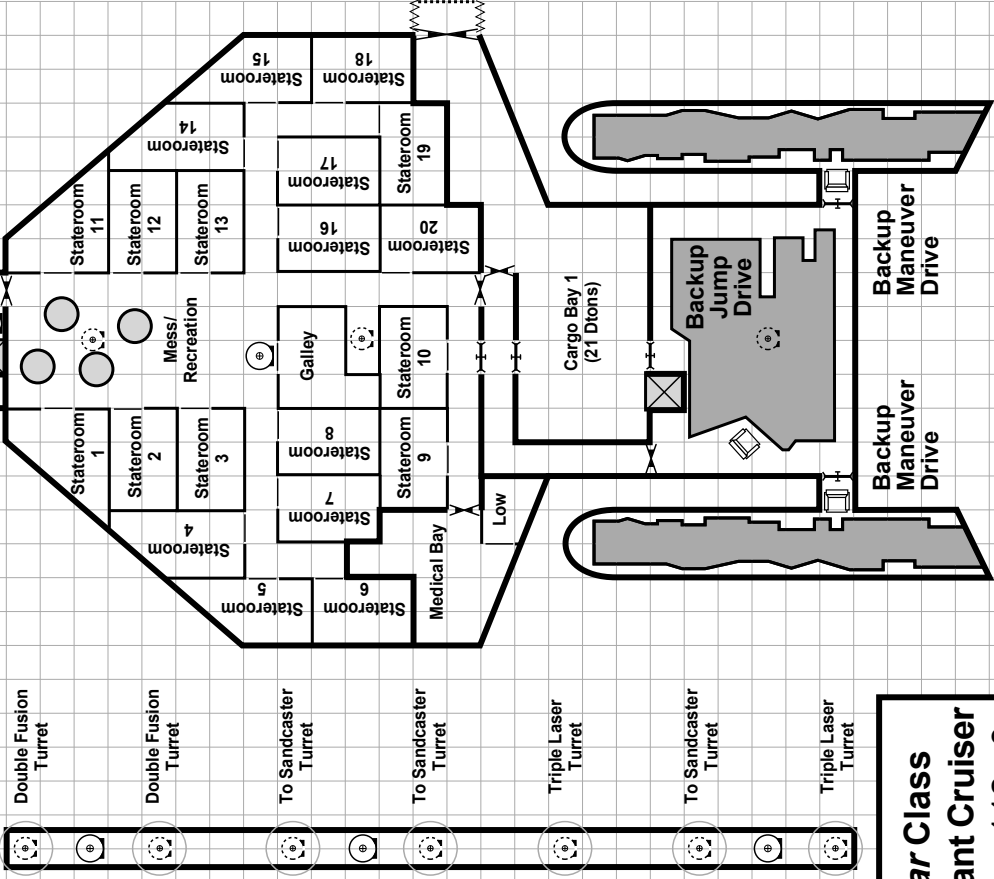 Stateroom
15
Stateroom
18
Stateroom
14
Stateroom
17
Stateroom
19
Stateroom
11
Stateroom
12
Stateroom
13
Stateroom
16
Stateroom
20
Mess/
Recreation
Galley
Stateroom
10
Cargo Bay 1
(21 Dtons)
Backup
Jump
Drive
Backup
Maneuver
Drive
Stateroom
1
Stateroom
2
Stateroom
3
Stateroom
8
Stateroom
9
Stateroom
4
Stateroom
7
Stateroom
5
Stateroom
6
Medical Bay
Low
Backup
Maneuver
Drive
Double Fusion
Turret
Double Fusion
Turret
To Sandcaster
Turret
To Sandcaster
Turret
Triple Laser
Turret
To Sandcaster
Turret
Triple Laser
Turret
ar Class
ant Cruiser